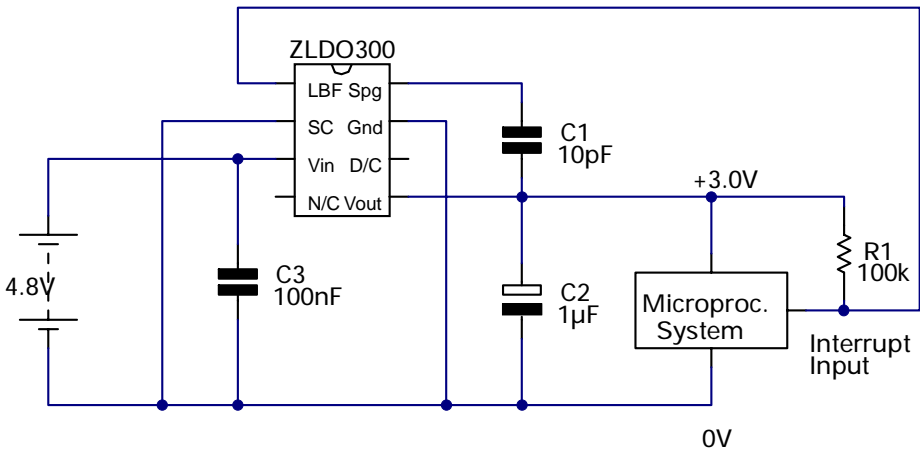 ZLDO300
LBF Spg
SC Gnd
Vin D/C
N/C Vout
C1
10pF
+3.0V
4.8V
C3
100nF
C2
1µF
R1
100k
Microproc.
System
Interrupt
Input
0V